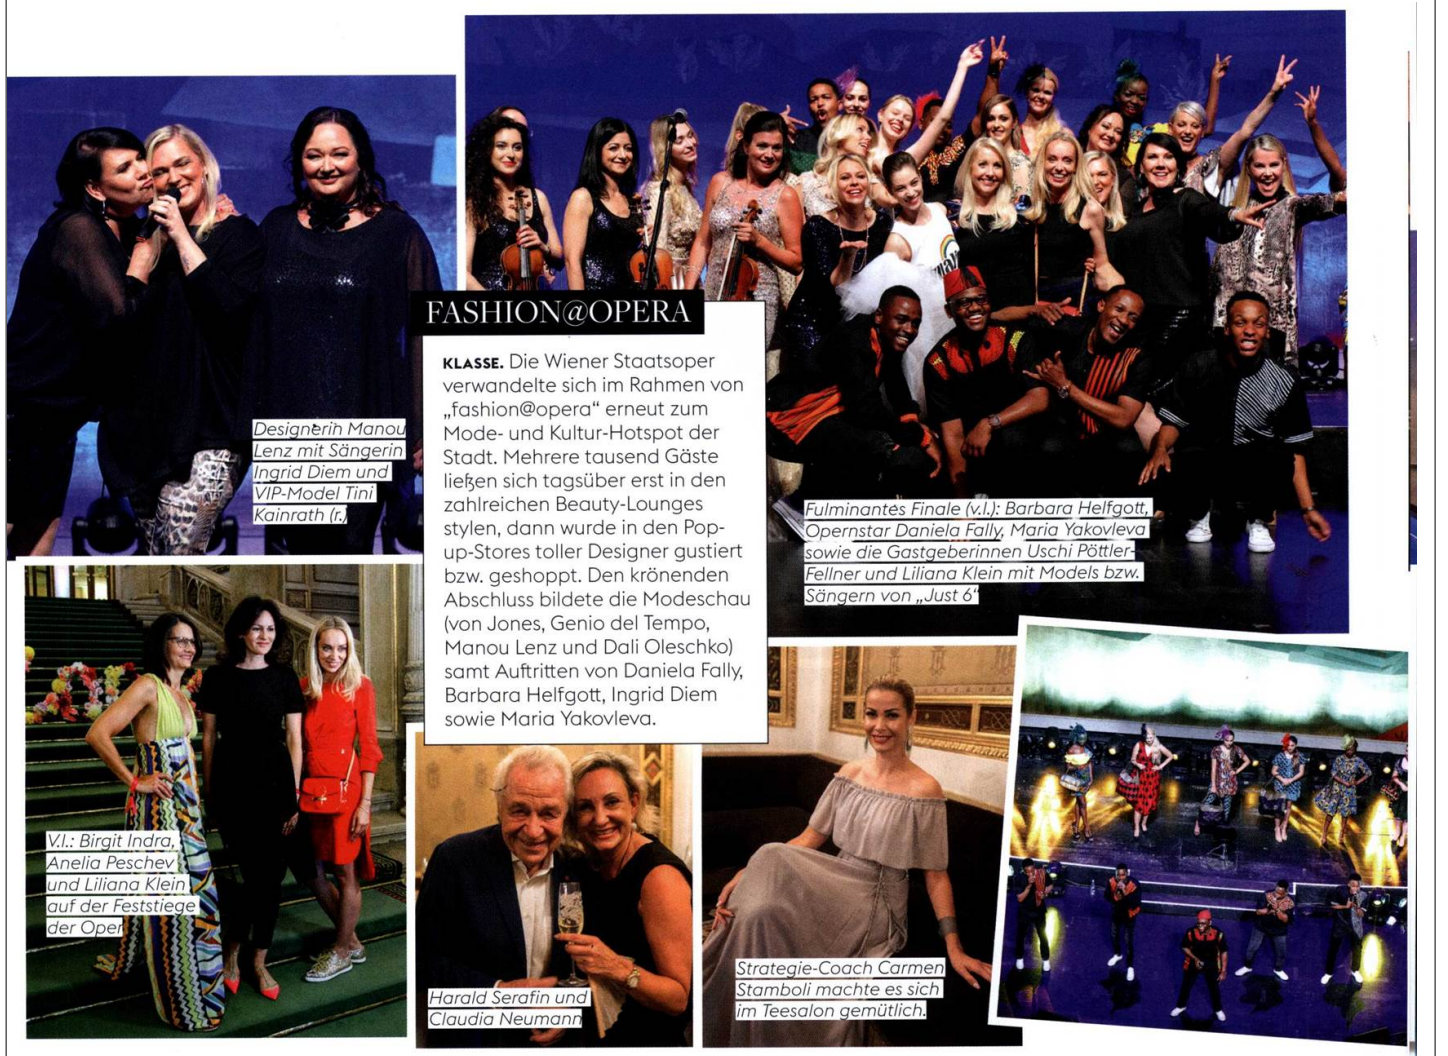 Designerin Manou
Lenz mit Sängerin
Ingrid Diem und
VIP-Model Tini
Kainrath (r.)
FASHION@OPERA
KLASSE. Die Wiener Staatsoper
verwandelte sich im Rahmen von
„fashion@opera“ erneut zum
Mode- und Kultur-Hotspot der
Stadt. Mehrere tausend Gäste
ließen sich tagsüber erst in den
zahlreichen Beauty-Lounges
stylen, dann wurde in den Pop-
up-Stores toller Designer gustiert
bzw. geshoppt. Den krönenden
Abschluss bildete die Modeschau
(von Jones, Genio del Tempo,
Manou Lenz und Dali Oleschko)
samt Auftritten von Daniela Fally,
Barbara Helfgott, Ingrid Diem
sowie Maria Yakovleva.
Fulminantes Finale (v.l.): Barbara Helfgott,
Opernstar Daniela Fally, Maria Yakovleva
sowie die Gastgeberinnen Uschi Pöttler-
Fellner und Liliana Klein mit Models bzw.
Sängern von „Just 6“
V.l.: Birgit Indra,
Anelia Peschev
und Liliana Klein
auf der Feststiege
der Oper
Harald Serafin und
Claudia Neumann
Strategie-Coach Carmen
Stamboli machte es sich
im Teesalon gemütlich.